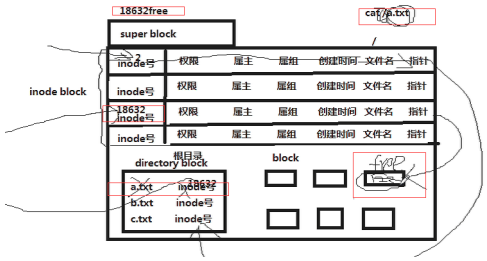 18632free
cat /a.txt
super block
2
inode号 权限 属主 属组 创建时间 文件名 指针
inode block
inode号 权限 属主 属组 创建时间 文件名 指针
18632
inode号 权限 属主 属组 创建时间 文件名 指针
inode号 权限 属主 属组 创建时间 文件名 指针
根目录
directory block
block
free
18632
a.txt inode号
b.txt inode号
c.txt inode号